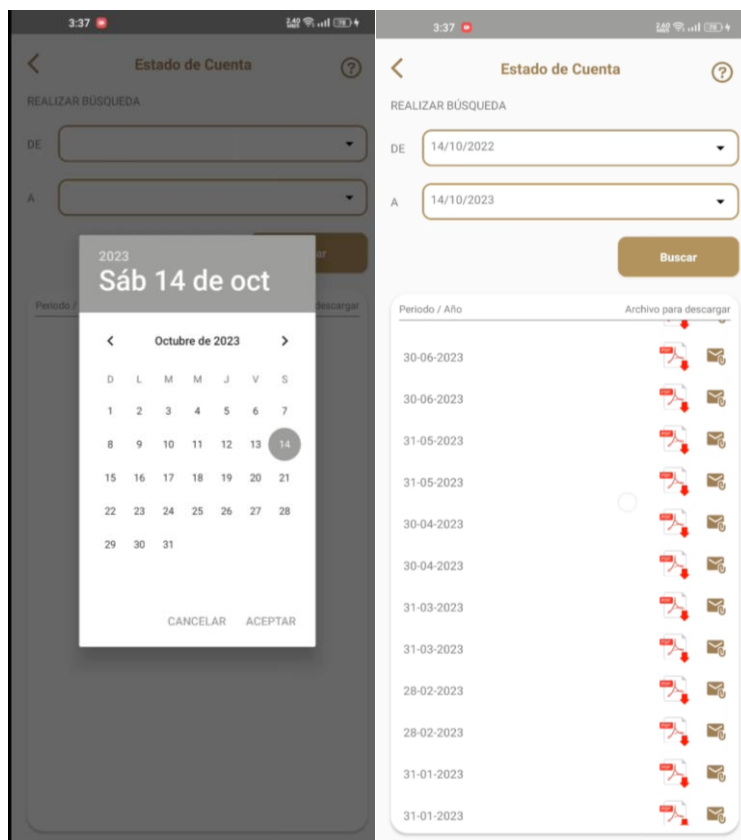 3:37
2.40
79
Estado de Cuenta
?
REALIZAR BÚSQUEDA
DE
A
ar
Periodo /
descargar
2023
Sáb 14 de oct
Octubre de 2023
D L M M J V S
1 2 3 4 5 6 7
8 9 10 11 12 13 14
15 16 17 18 19 20 21
22 23 24 25 26 27 28
29 30 31
CANCELAR ACEPTAR
3:37
Estado de Cuenta
?
REALIZAR BÚSQUEDA
DE 14/10/2022
A 14/10/2023
Buscar
Periodo / Año Archivo para descargar
30-06-2023
30-06-2023
31-05-2023
31-05-2023
30-04-2023
30-04-2023
31-03-2023
31-03-2023
28-02-2023
28-02-2023
31-01-2023
31-01-2023